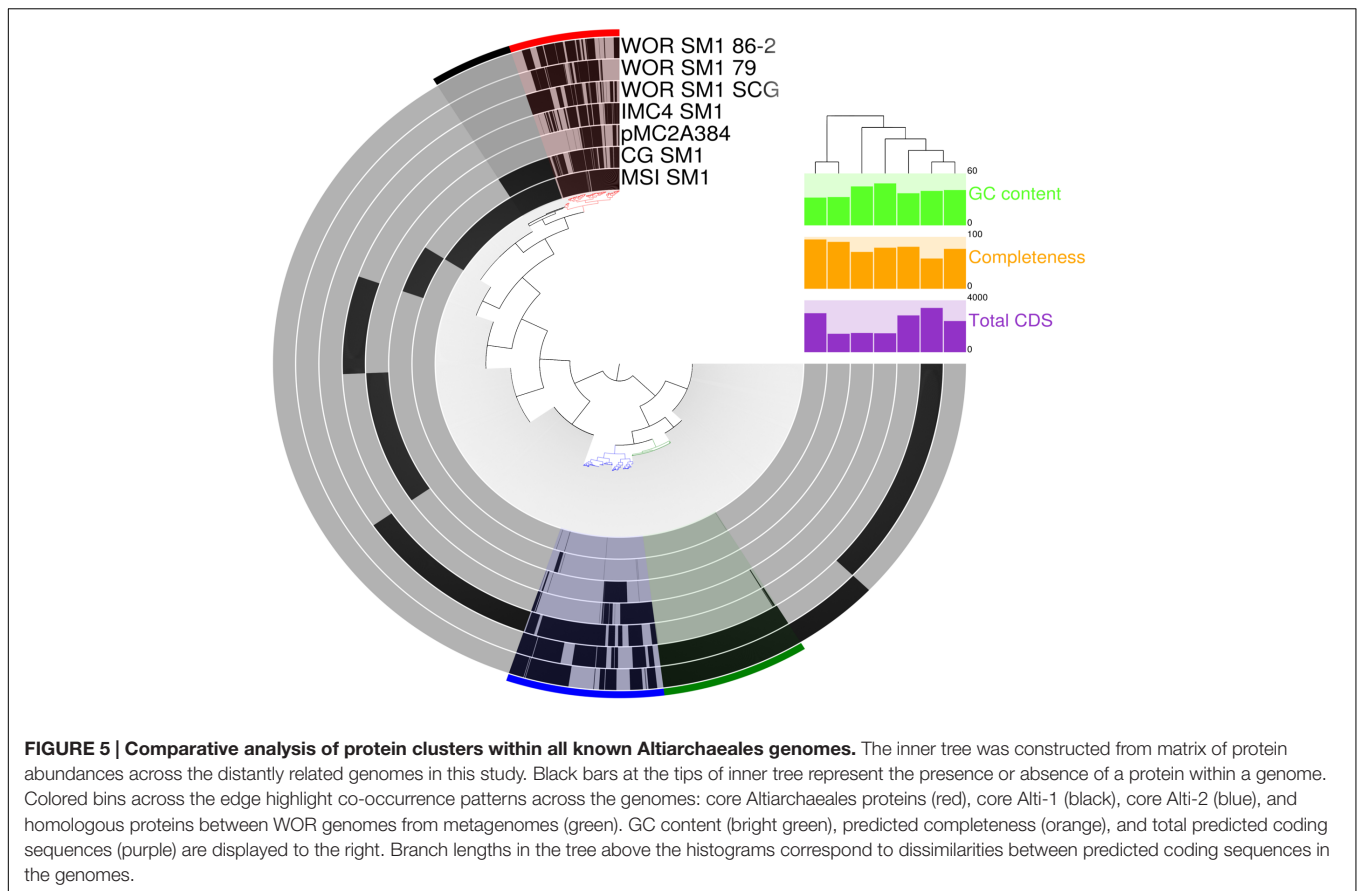 WOR SM1 86-2
WOR SM1 79
WOR SM1 SCG
IMC4 SM1
pMC2A384
CG SM1
MSI SM1
60
GC content
0
100
Completeness
0
4000
Total CDS
0
FIGURE 5 | Comparative analysis of protein clusters within all known Altiarchaeales genomes. The inner tree was constructed from matrix of protein
abundances across the distantly related genomes in this study. Black bars at the tips of inner tree represent the presence or absence of a protein within a genome.
Colored bins across the edge highlight co-occurrence patterns across the genomes: core Altiarchaeales proteins (red), core Alti-1 (black), core Alti-2 (blue), and
homologous proteins between WOR genomes from metagenomes (green). GC content (bright green), predicted completeness (orange), and total predicted coding
sequences (purple) are displayed to the right. Branch lengths in the tree above the histograms correspond to dissimilarities between predicted coding sequences in
the genomes.